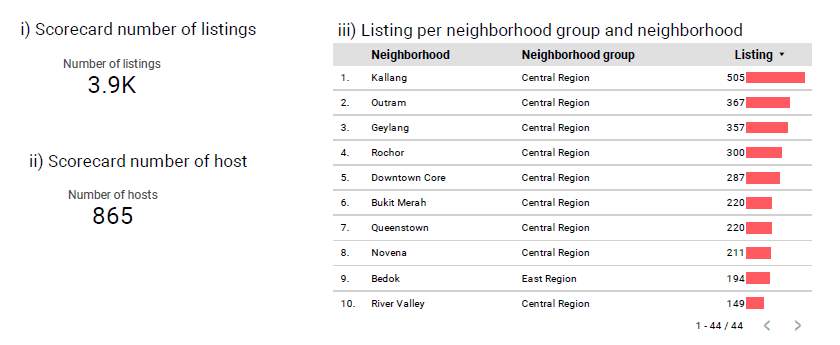 i) Scorecard number of listings
Number of listings
3.9K
ii) Scorecard number of host
Number of hosts
865
iii) Listing per neighborhood group and neighborhood
Neighborhood Neighborhood group Listing
1. Kallang Central Region 505
2. Outram Central Region 367
3. Geylang Central Region 357
4. Rochor Central Region 300
5. Downtown Core Central Region 287
6. Bukit Merah Central Region 220
7. Queenstown Central Region 220
8. Novena Central Region 211
9. Bedok East Region 194
10. River Valley Central Region 149
1 - 44 / 44